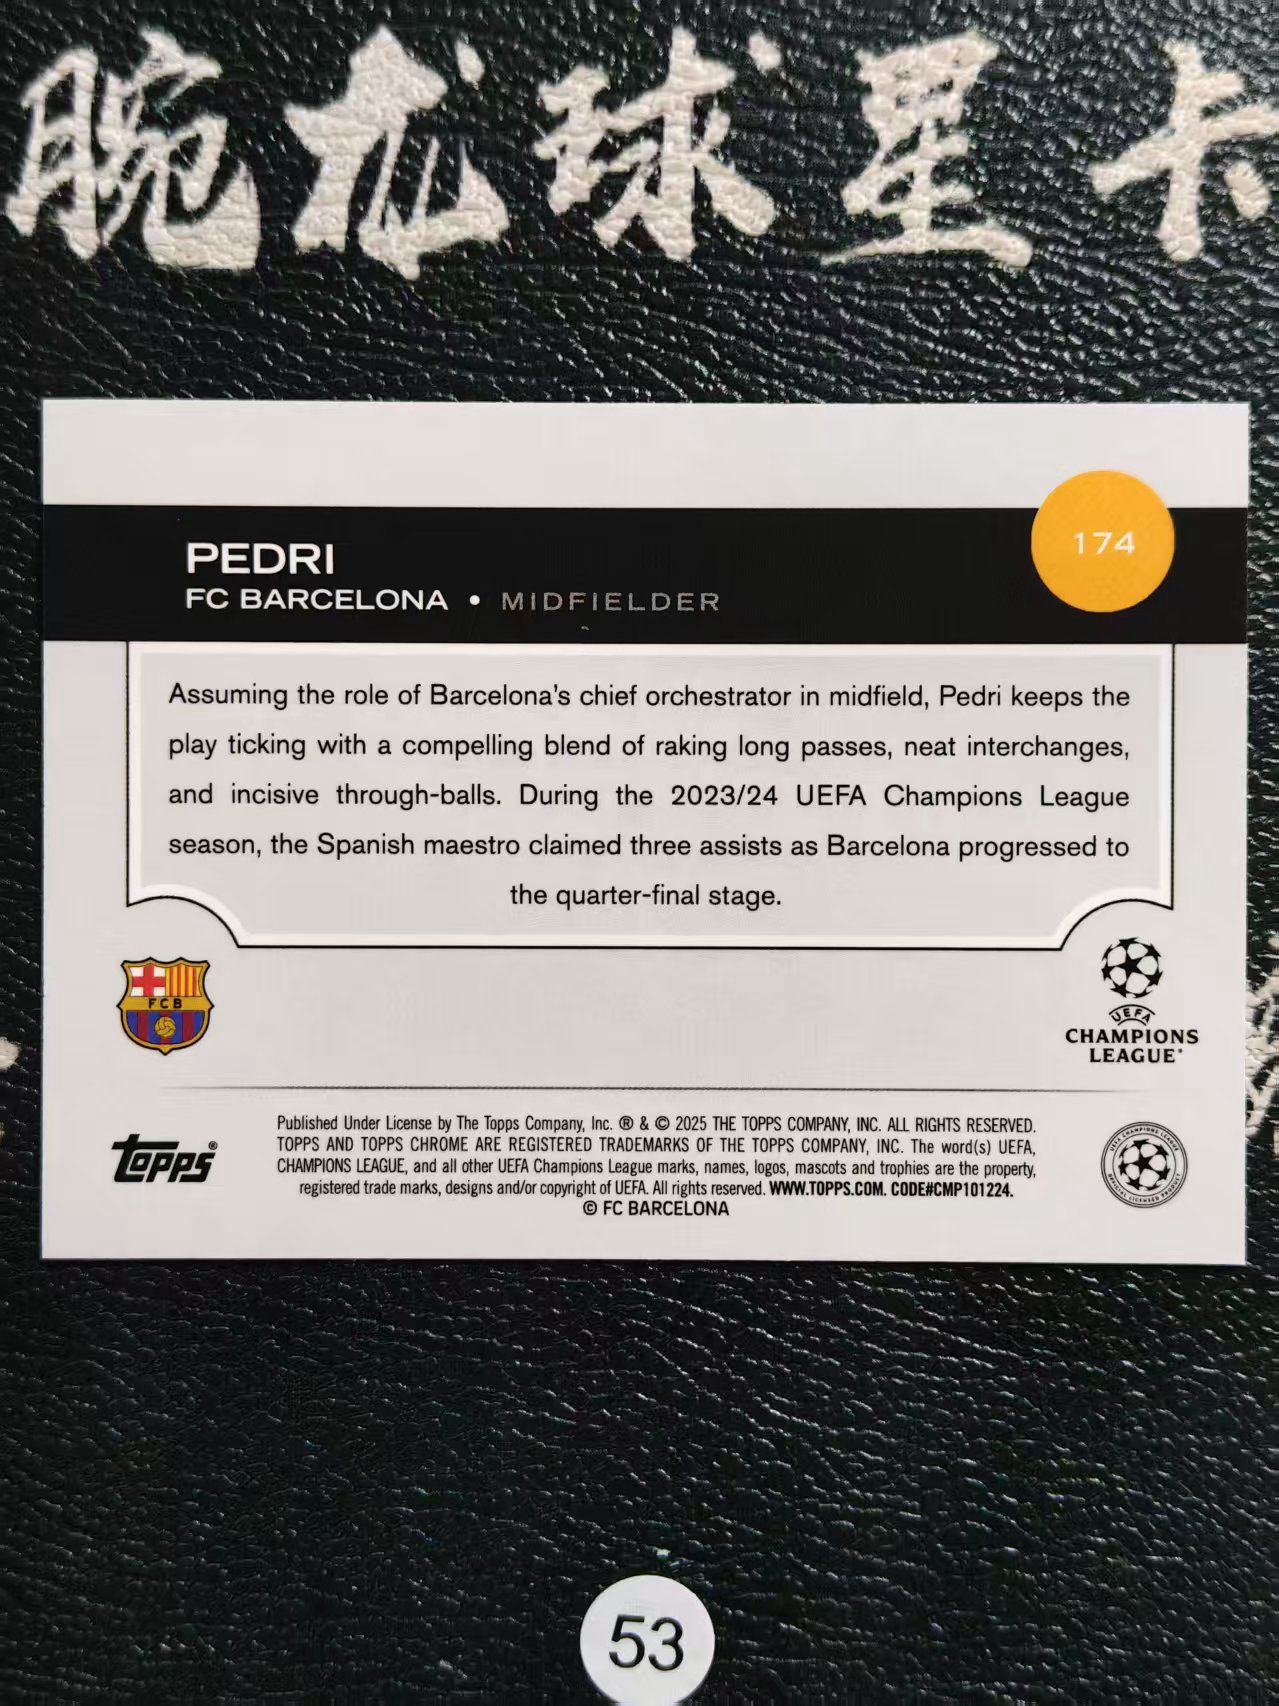 腕龙球星卡
174
PEDRI
FC BARCELONA • MIDFIELDER
Assuming the role of Barcelona's chief orchestrator in midfield, Pedri keeps the
play ticking with a compelling blend of raking long passes, neat interchanges,
and incisive through-balls. During the 2023/24 UEFA Champions League
season, the Spanish maestro claimed three assists as Barcelona progressed to
the quarter-final stage.
FCB
UEFA
CHAMPIONS
LEAGUE®
topps®
Published Under License by The Topps Company, Inc. ® & © 2025 THE TOPPS COMPANY, INC. ALL RIGHTS RESERVED.
TOPPS AND TOPPS CHROME ARE REGISTERED TRADEMARKS OF THE TOPPS COMPANY, INC. The word(s) UEFA,
CHAMPIONS LEAGUE, and all other UEFA Champions League marks, names, logos, mascots and trophies are the property,
registered trade marks, designs and/or copyright of UEFA. All rights reserved. WWW.TOPPS.COM. CODE#CMP101224.
© FC BARCELONA
UEFA CHAMPIONS LEAGUE
OFFICIAL LICENSED PRODUCT
53